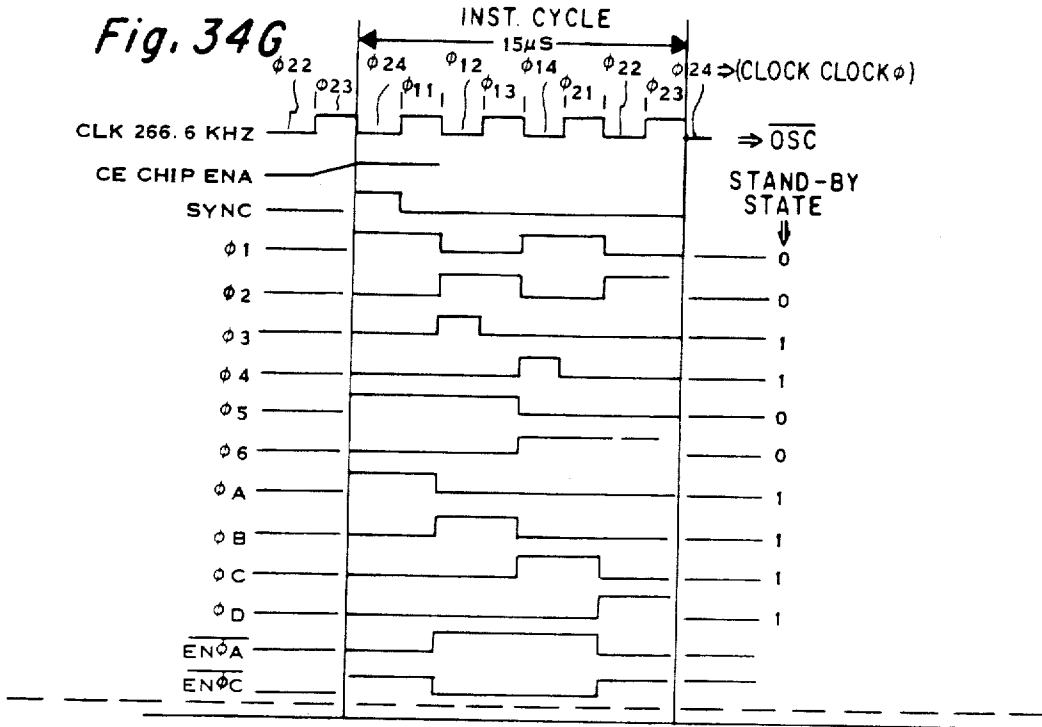 Fig. 34G
INST. CYCLE
15µS
φ22 φ23 φ24 φ11 φ12 φ13 φ14 φ21 φ22 φ23 φ24 ⇒(CLOCK CLOCK φ)
CLK 266.6 KHZ ⇒ OSC
CE CHIP ENA
STAND-BY
STATE
SYNC
φ1 0
φ2 0
φ3 1
φ4 1
φ5 0
φ6 0
φA 1
φB 1
φC 1
φD 1
ENφA
ENφC